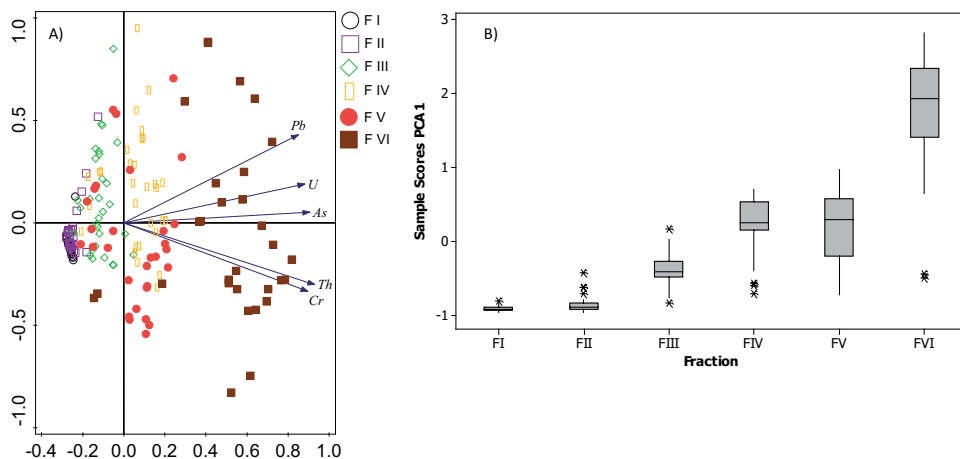 A)
F I
F II
F III
F IV
F V
F VI
1.0
0.5
0.0
-0.5
-1.0
Pb
U
As
Th
Cr
-0.4 -0.2 0.0 0.2 0.4 0.6 0.8 1.0
B)
Sample Scores PCA1
3
2
1
0
-1
FI FII FIII FIV FV FVI
Fraction